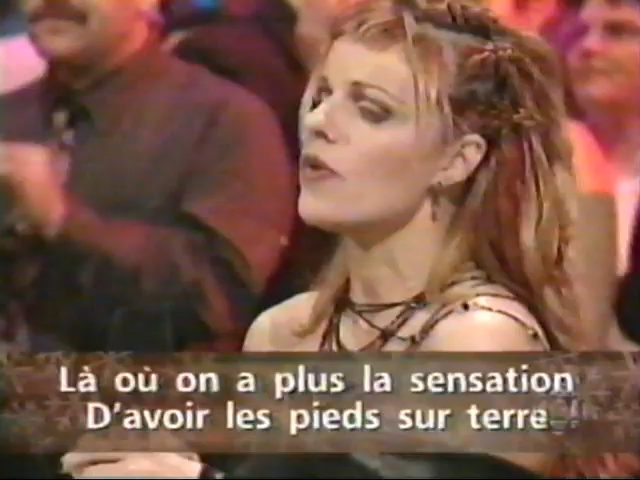 Là où on a plus la sensation
D'avoir les pieds sur terre